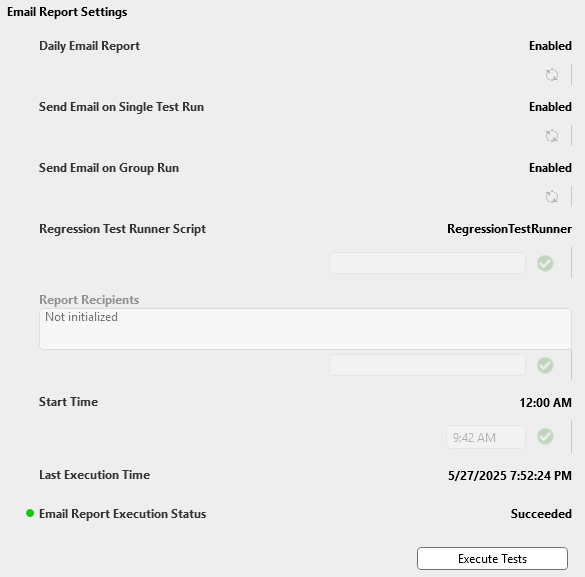 Email Report Settings
Daily Email Report Enabled
Send Email on Single Test Run Enabled
Send Email on Group Run Enabled
Regression Test Runner Script RegressionTestRunner
Report Recipients
Not initialized
Start Time 12:00 AM
9:42 AM
Last Execution Time 5/27/2025 7:52:24 PM
Email Report Execution Status Succeeded
Execute Tests